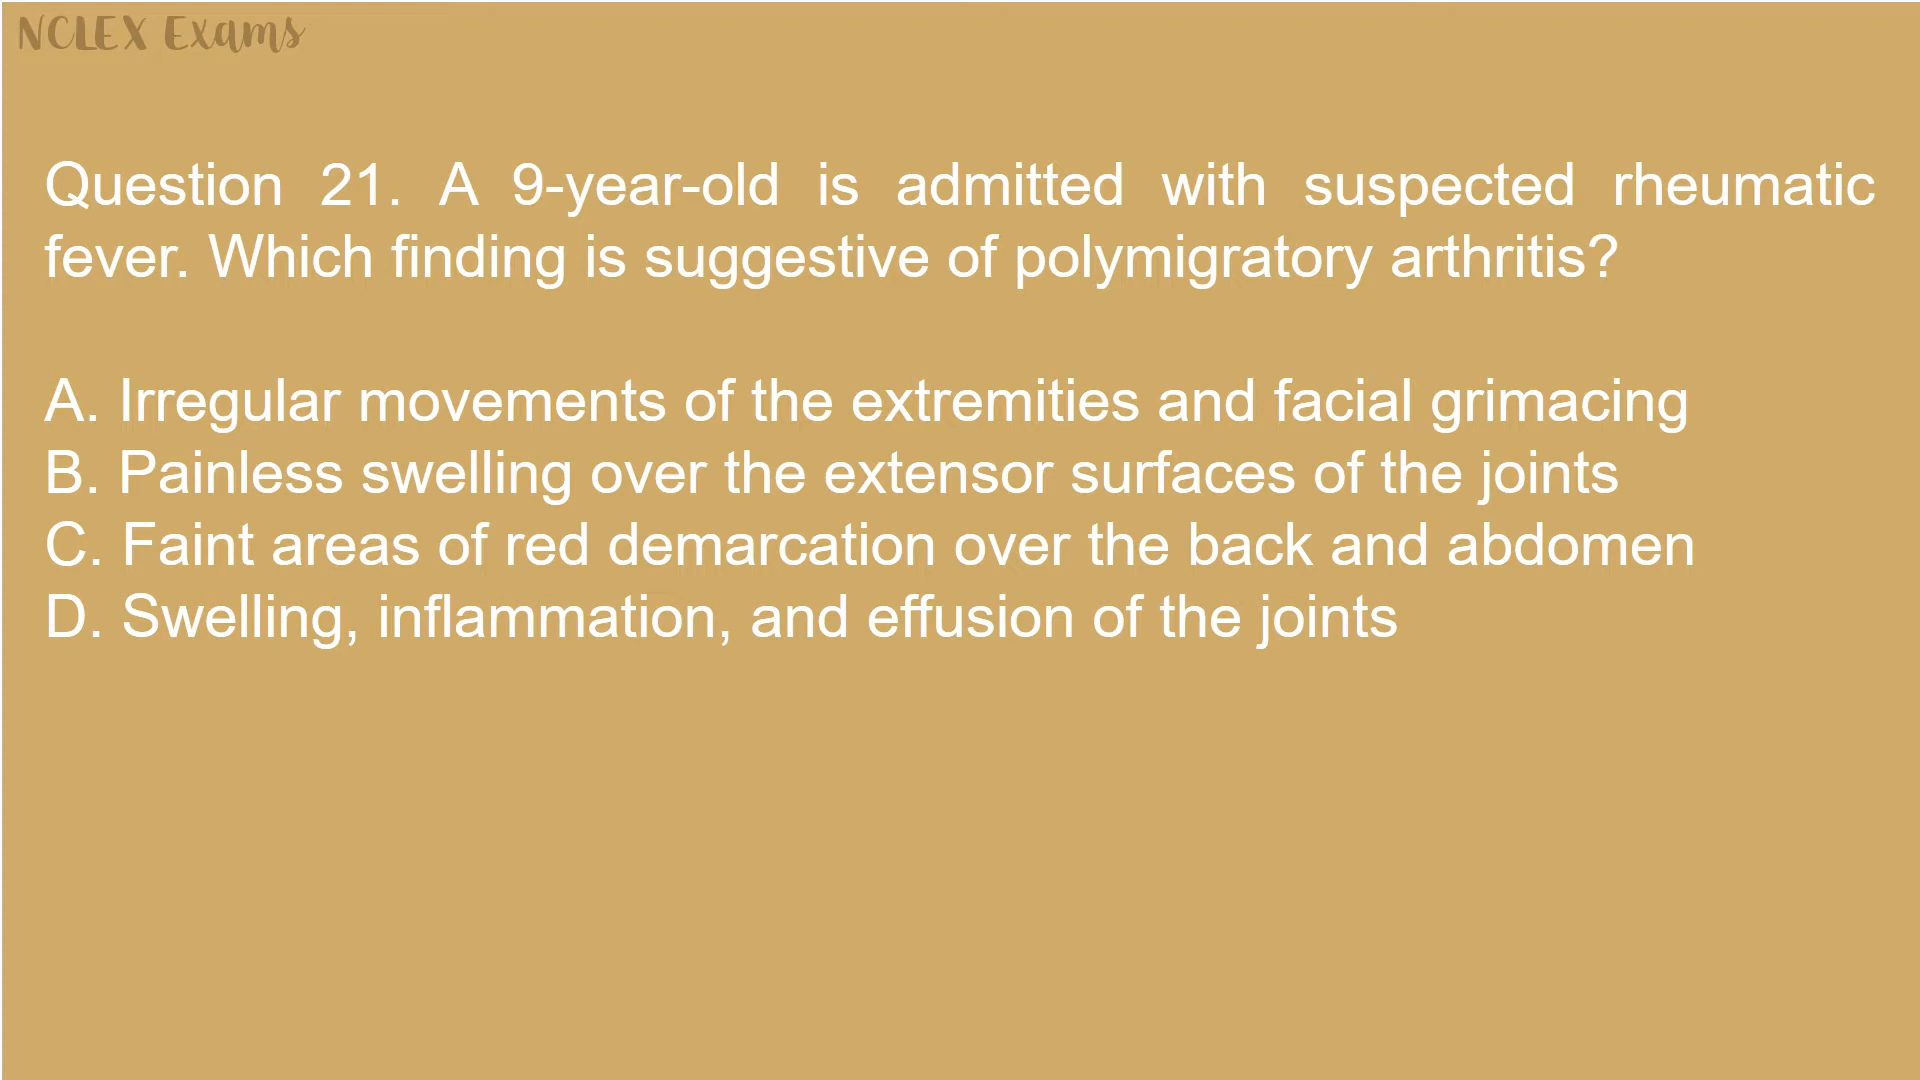 NCLEX Exams
Question 21. A 9-year-old is admitted with suspected rheumatic
fever. Which finding is suggestive of polymigratory arthritis?
A. Irregular movements of the extremities and facial grimacing
B. Painless swelling over the extensor surfaces of the joints
C. Faint areas of red demarcation over the back and abdomen
D. Swelling, inflammation, and effusion of the joints